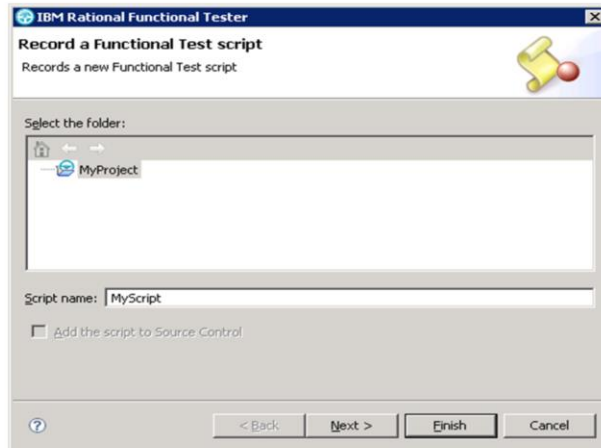 IBM Rational Functional Tester
Record a Functional Test script
Records a new Functional Test script
Select the folder:
MyProject
Script name: MyScript
Add the script to Source Control
? < Back Next > Finish Cancel